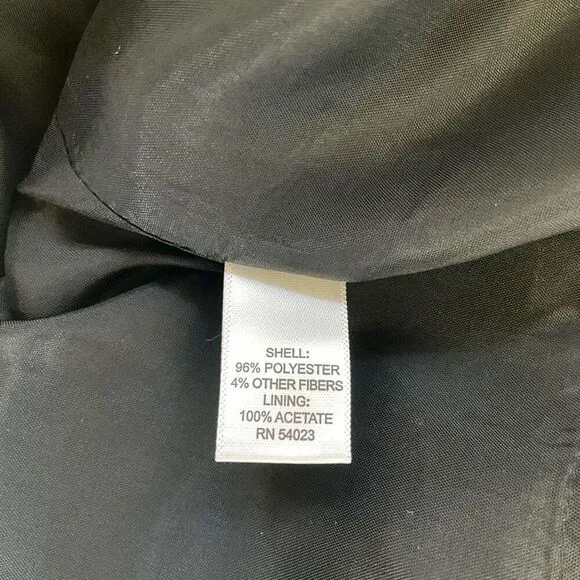 SHELL:
96% POLYESTER
4% OTHER FIBERS
LINING:
100% ACETATE
RN 54023